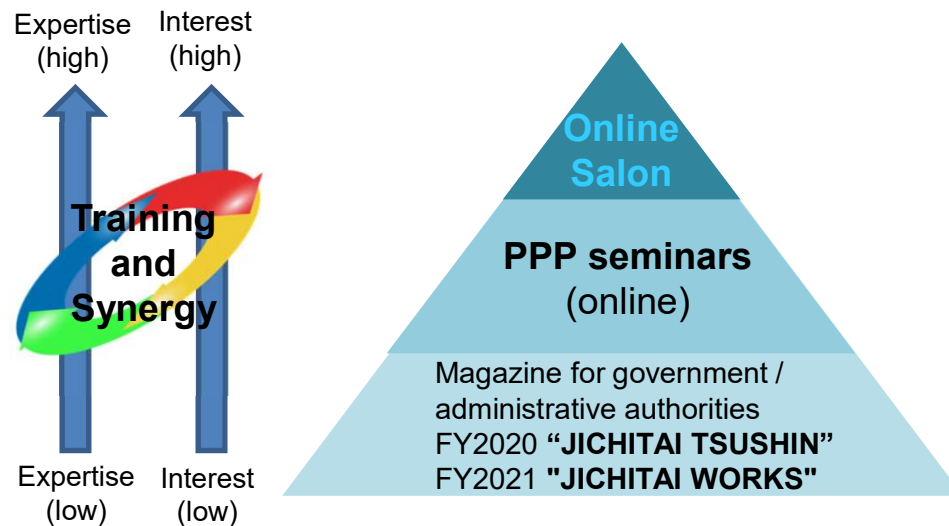 Expertise
(high)
Interest
(high)
Training
and
Synergy
Expertise
(low)
Interest
(low)
Online
Salon
PPP seminars
(online)
Magazine for government /
administrative authorities
FY2020 “JICHITAI TSUSHIN”
FY2021 "JICHITAI WORKS"